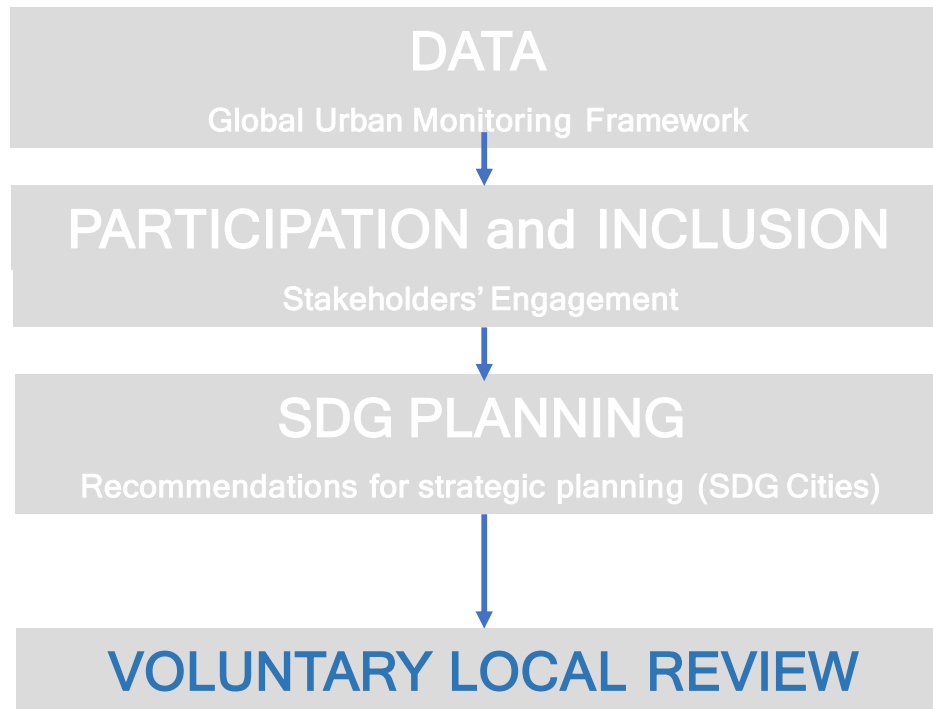 DATA
Global Urban Monitoring Framework
PARTICIPATION and INCLUSION
Stakeholders’ Engagement
SDG PLANNING
Recommendations for strategic planning (SDG Cities)
VOLUNTARY LOCAL REVIEW